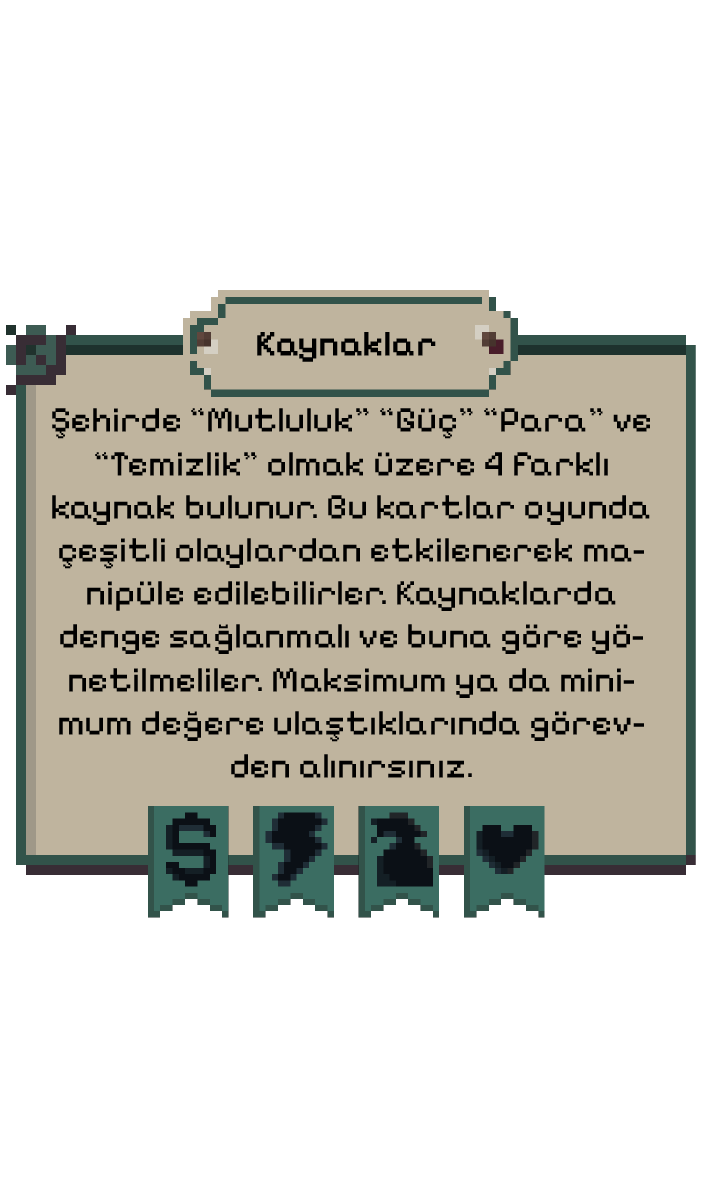 Kaynaklar
Şehirde “Mutluluk” “Güç” “Para” ve
“Temizlik” olmak üzere 4 farklı
kaynak bulunur. Bu kartlar oyunda
çeşitli olaylardan etkilenerek ma-
nipüle edilebilirler. Kaynaklarda
denge sağlanmalı ve buna göre yö-
netilmeliler. Maksimum ya da mini-
mum değere ulaştıklarında görev-
den alınırsınız.